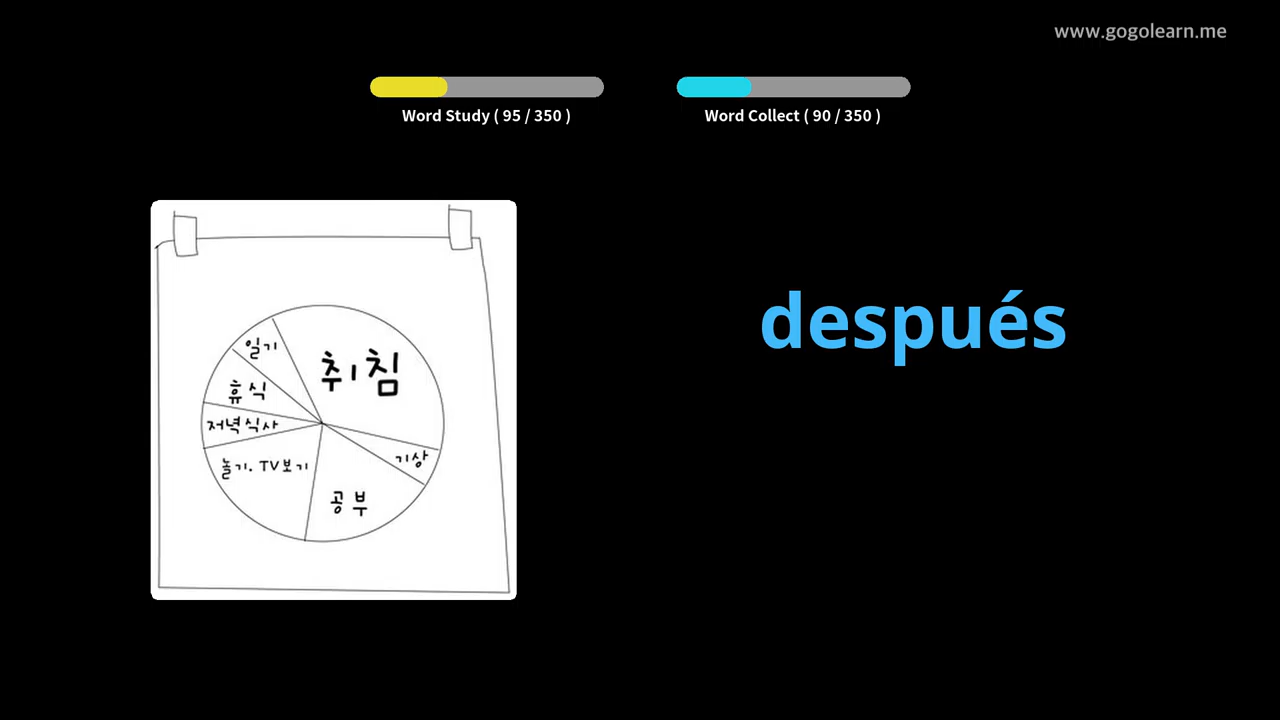 www.gogolearn.me
Word Study ( 95 / 350 )
Word Collect ( 90 / 350 )
일기
취침
휴식
저녁식사
놀기. TV보기
기상
공부
después